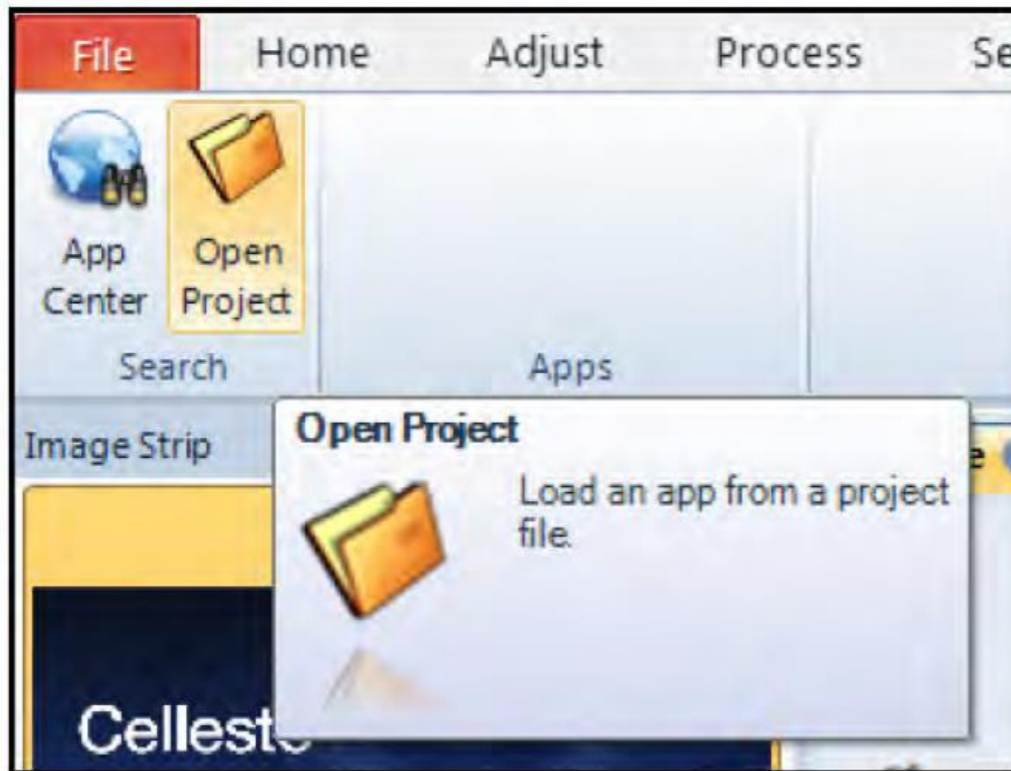 File Home Adjust Process Se
App Center
Open Project
Search
Apps
Image Strip
Open Project
Load an app from a project
file.
Celleste